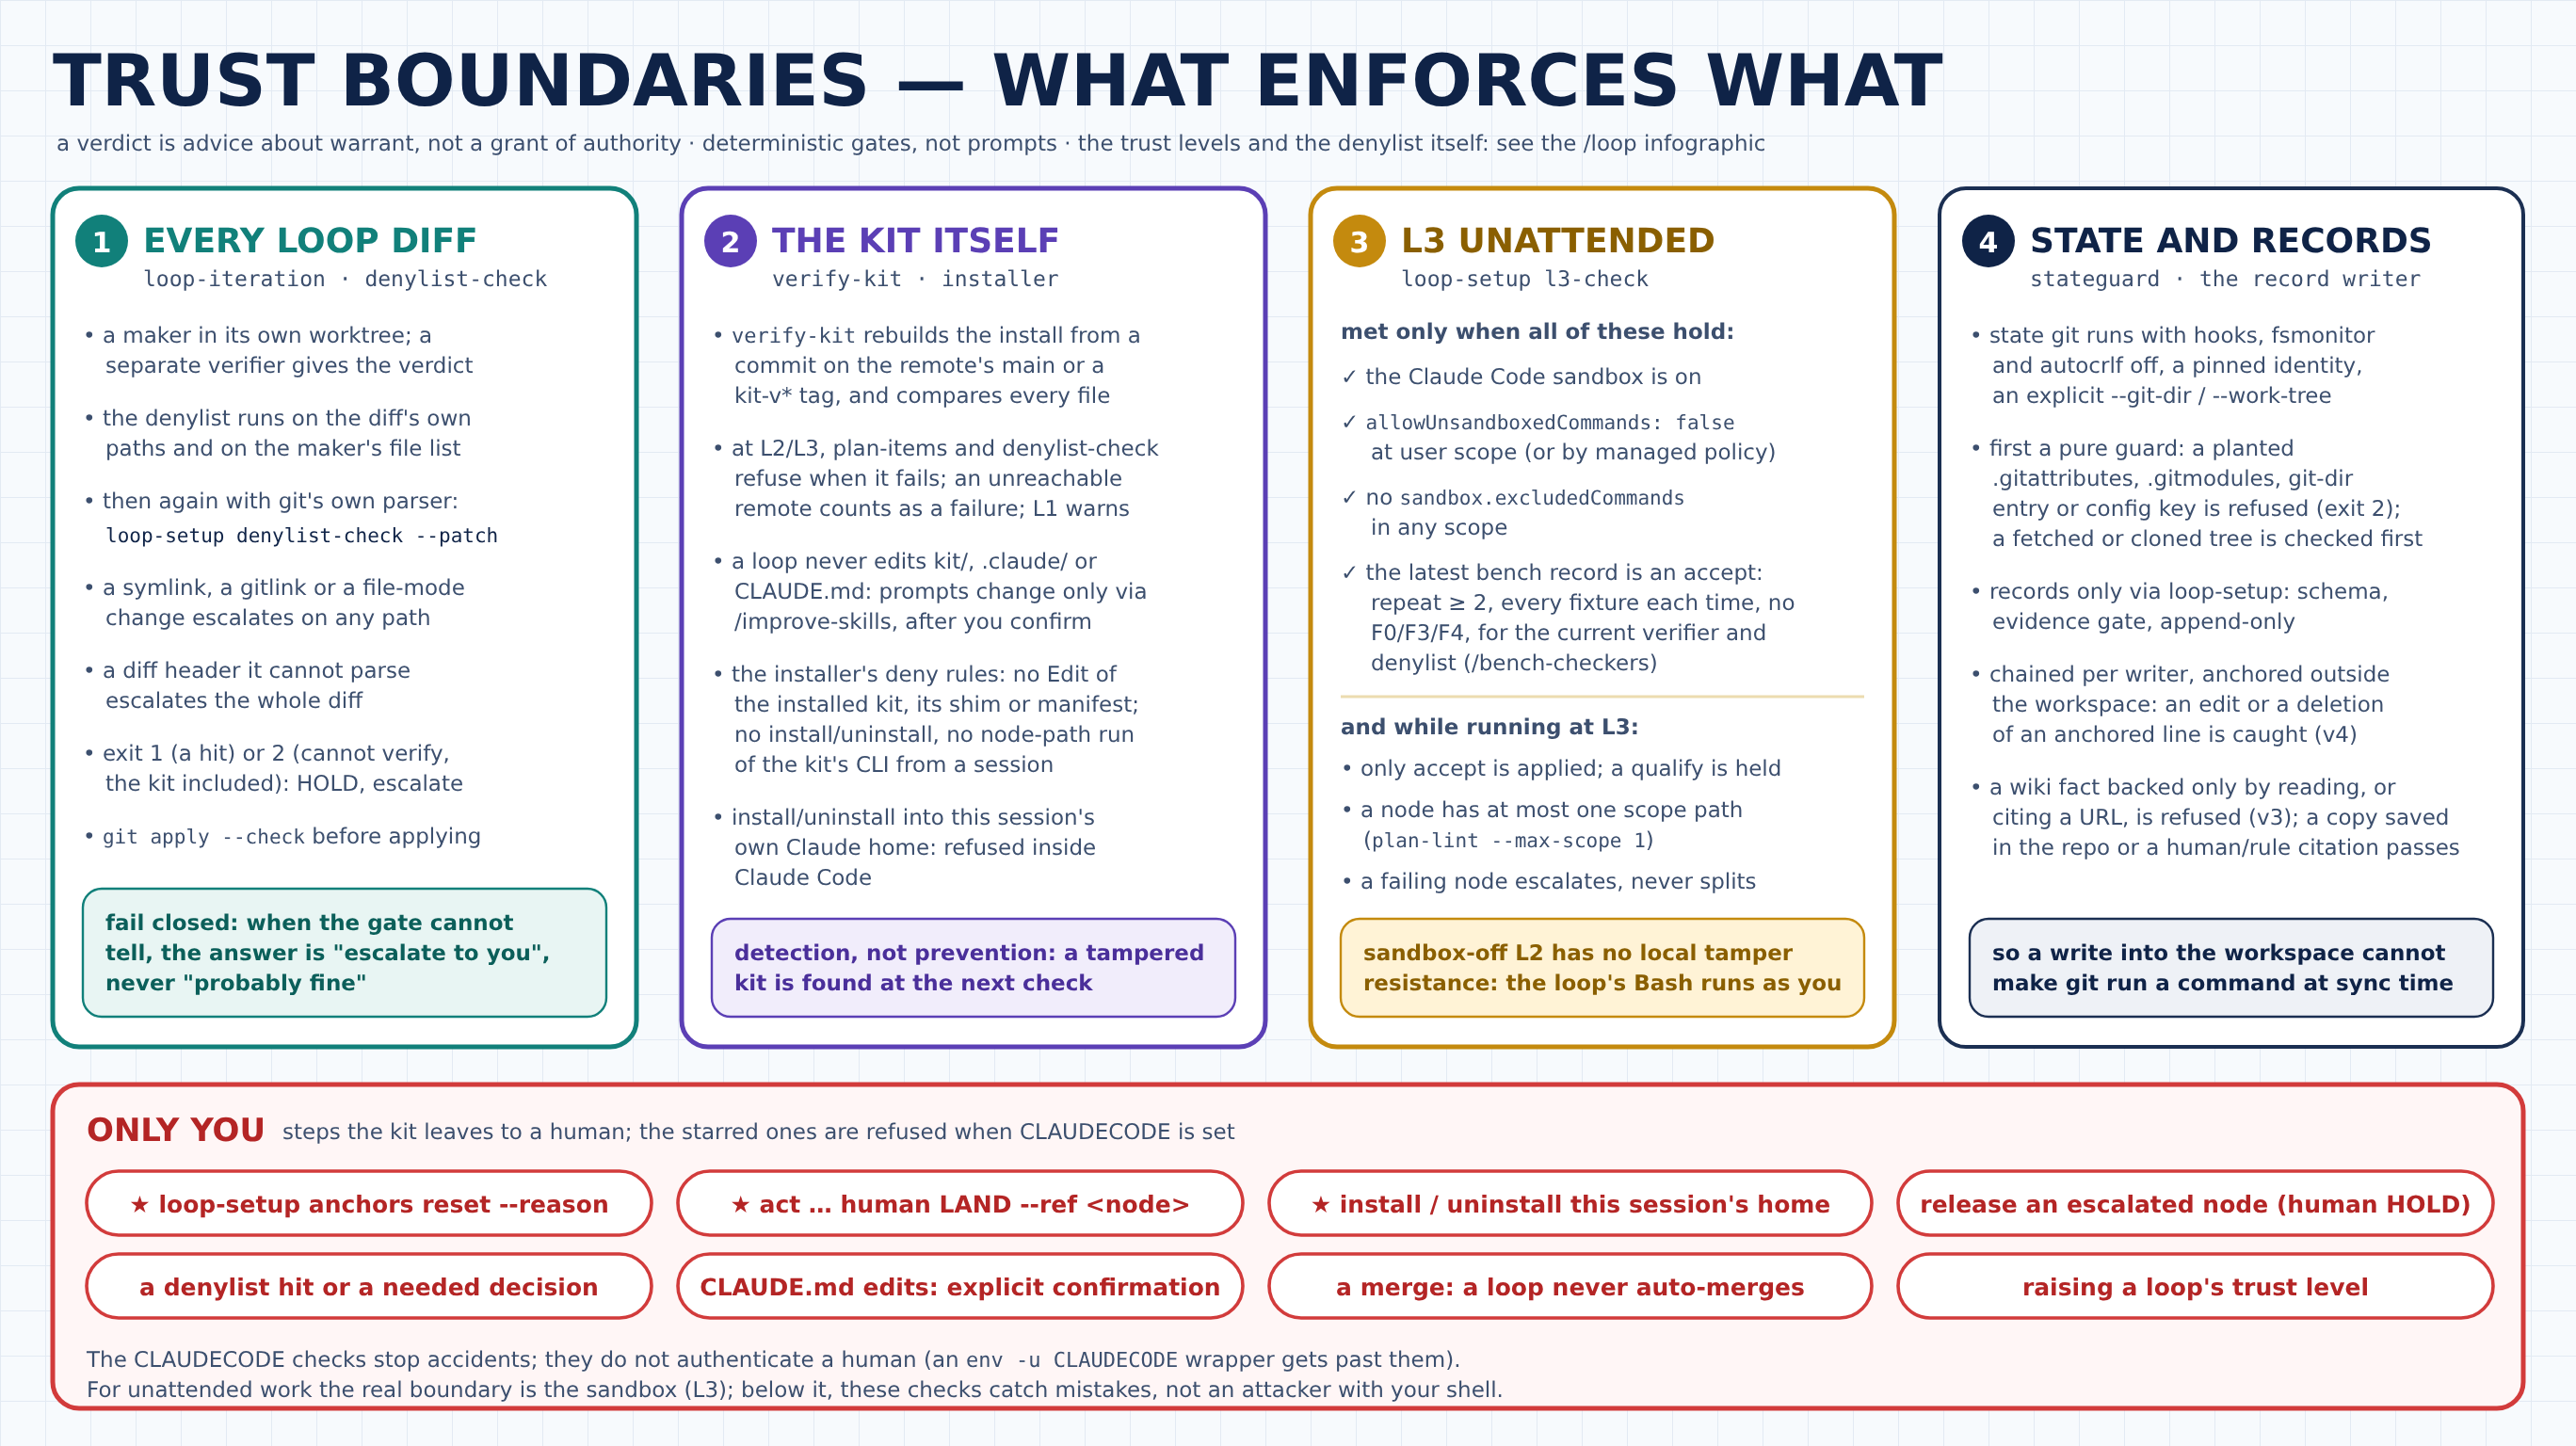 TRUST BOUNDARIES — WHAT ENFORCES WHAT
a verdict is advice about warrant, not a grant of authority · deterministic gates, not prompts · the trust levels and the denylist itself: see the /loop infographic
1 EVERY LOOP DIFF
loop-iteration · denylist-check
• a maker in its own worktree; a
separate verifier gives the verdict
• the denylist runs on the diff's own
paths and on the maker's file list
• then again with git's own parser:
loop-setup denylist-check --patch
• a symlink, a gitlink or a file-mode
change escalates on any path
• a diff header it cannot parse
escalates the whole diff
• exit 1 (a hit) or 2 (cannot verify,
the kit included): HOLD, escalate
• git apply --check before applying
fail closed: when the gate cannot
tell, the answer is "escalate to you",
never "probably fine"
2 THE KIT ITSELF
verify-kit · installer
• verify-kit rebuilds the install from a
commit on the remote's main or a
kit-v* tag, and compares every file
• at L2/L3, plan-items and denylist-check
refuse when it fails; an unreachable
remote counts as a failure; L1 warns
• a loop never edits kit/, .claude/ or
CLAUDE.md: prompts change only via
/improve-skills, after you confirm
• the installer's deny rules: no Edit of
the installed kit, its shim or manifest;
no install/uninstall, no node-path run
of the kit's CLI from a session
• install/uninstall into this session's
own Claude home: refused inside
Claude Code
detection, not prevention: a tampered
kit is found at the next check
3 L3 UNATTENDED
loop-setup l3-check
met only when all of these hold:
✓ the Claude Code sandbox is on
✓ allowUnsandboxedCommands: false
at user scope (or by managed policy)
✓ no sandbox.excludedCommands
in any scope
✓ the latest bench record is an accept:
repeat ≥ 2, every fixture each time, no
F0/F3/F4, for the current verifier and
denylist (/bench-checkers)
and while running at L3:
• only accept is applied; a qualify is held
• a node has at most one scope path
(plan-lint --max-scope 1)
• a failing node escalates, never splits
sandbox-off L2 has no local tamper
resistance: the loop's Bash runs as you
4 STATE AND RECORDS
stateguard · the record writer
• state git runs with hooks, fsmonitor
and autocrlf off, a pinned identity,
an explicit --git-dir / --work-tree
• first a pure guard: a planted
.gitattributes, .gitmodules, git-dir
entry or config key is refused (exit 2);
a fetched or cloned tree is checked first
• records only via loop-setup: schema,
evidence gate, append-only
• chained per writer, anchored outside
the workspace: an edit or a deletion
of an anchored line is caught (v4)
• a wiki fact backed only by reading, or
citing a URL, is refused (v3); a copy saved
in the repo or a human/rule citation passes
so a write into the workspace cannot
make git run a command at sync time
ONLY YOU steps the kit leaves to a human; the starred ones are refused when CLAUDECODE is set
★ loop-setup anchors reset --reason
★ act … human LAND --ref <node>
★ install / uninstall this session's home
release an escalated node (human HOLD)
a denylist hit or a needed decision
CLAUDE.md edits: explicit confirmation
a merge: a loop never auto-merges
raising a loop's trust level
The CLAUDECODE checks stop accidents; they do not authenticate a human (an env -u CLAUDECODE wrapper gets past them).
For unattended work the real boundary is the sandbox (L3); below it, these checks catch mistakes, not an attacker with your shell.